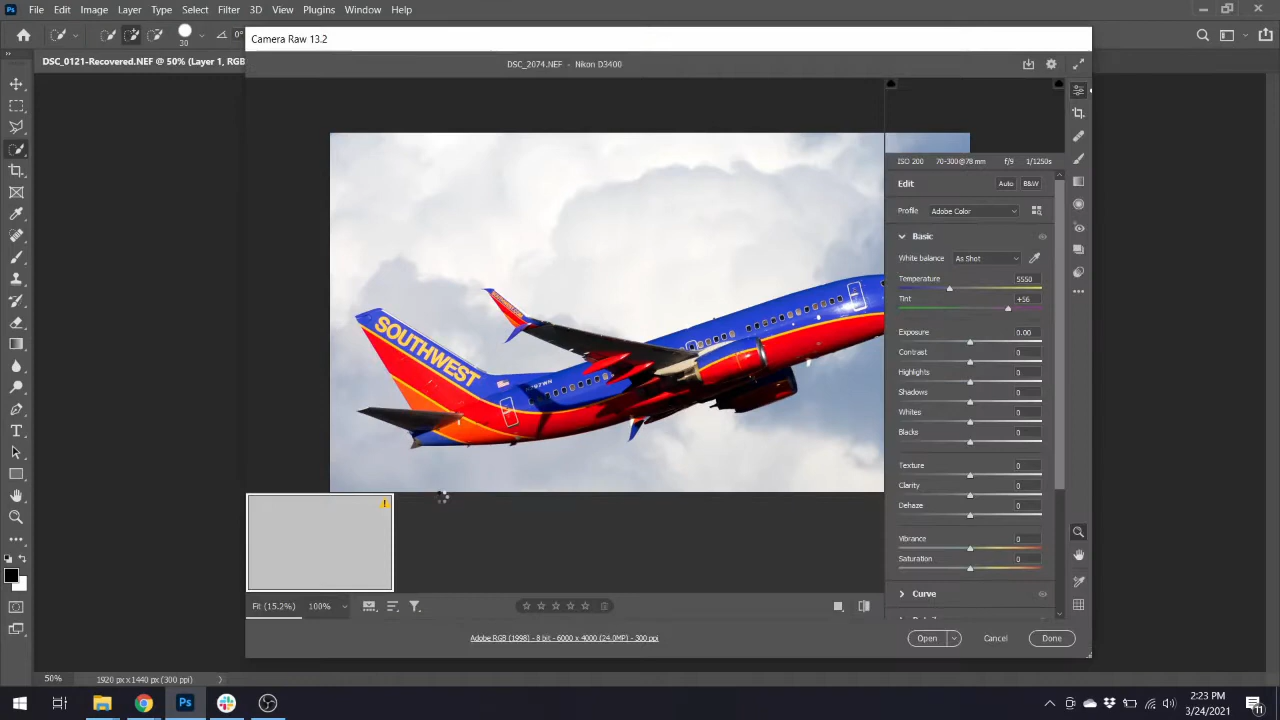 File Edit Image Layer Type Select Filter 3D View Plugins Window Help
30
0
DSC_0121-Recovered.NEF @ 50% (Layer 1, RGB
Camera Raw 13.2
DSC_2074.NEF - Nikon D3400
ISO 200 70-300@78 mm f/9 1/1250s
Edit Auto B&W
Profile Adobe Color
Basic
White balance As Shot
Temperature 5550
Tint +56
Exposure 0.00
Contrast 0
Highlights 0
Shadows 0
Whites 0
Blacks 0
Texture 0
Clarity 0
Dehaze 0
Vibrance 0
Saturation 0
Curve
SOUTHWEST
Fit (15.2%) 100%
Adobe RGB (1998) - 8 bit - 6000 x 4000 (24.0MP) - 300 ppi
Open Cancel Done
50% 1920 px x 1440 px (300 ppi)
2:23 PM
3/24/2021
11